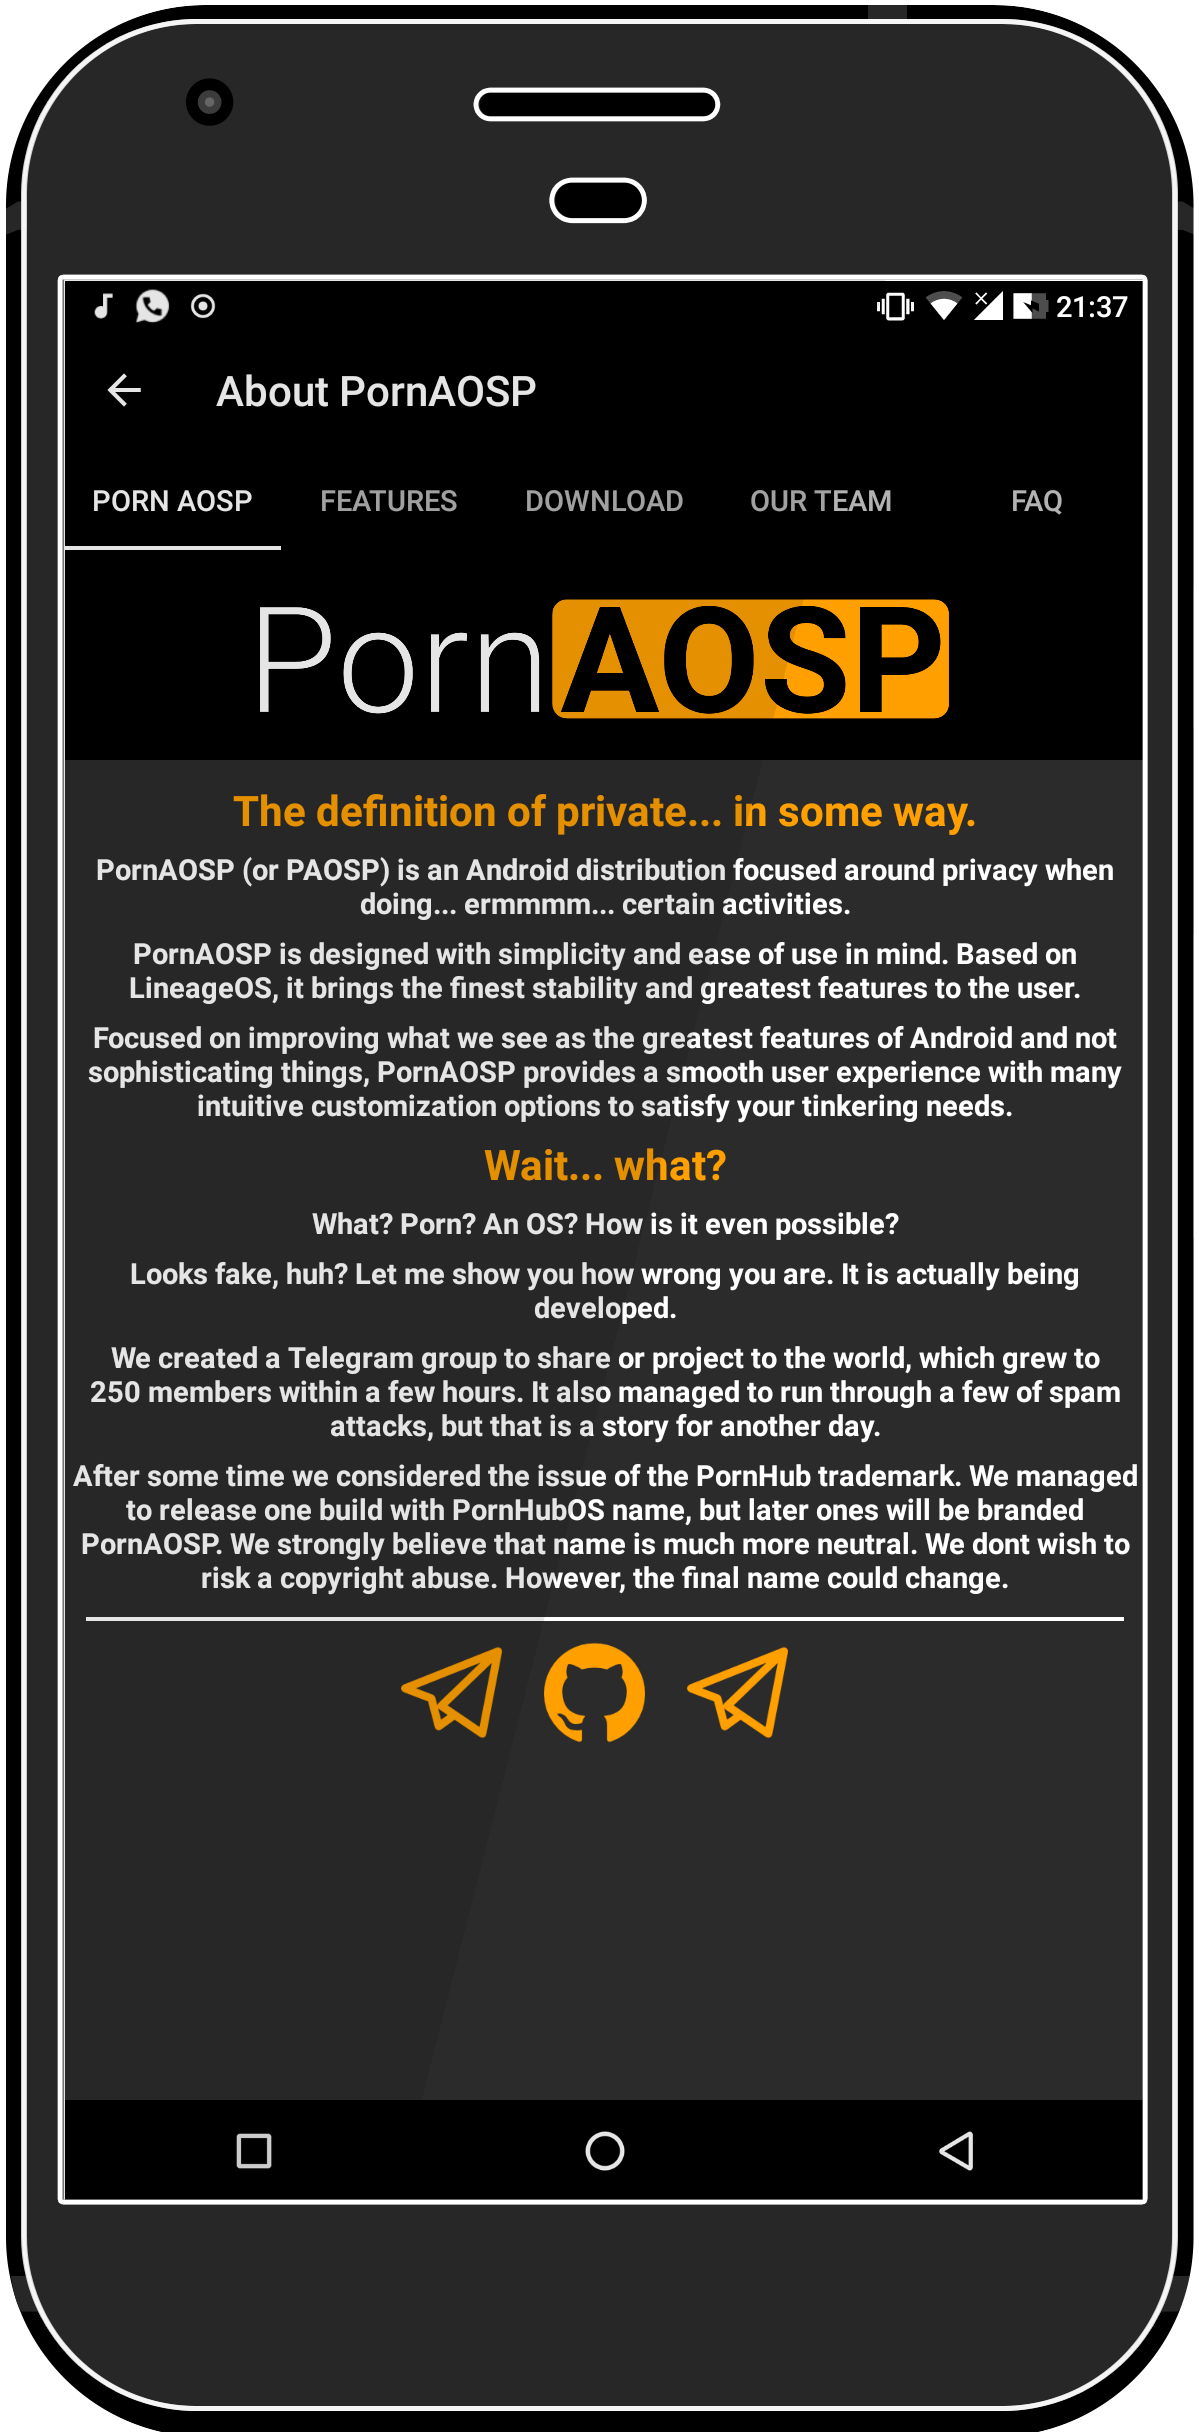 21:37
About PornAOSP
PORN AOSP FEATURES DOWNLOAD OUR TEAM FAQ
PornAOSP
The definition of private... in some way.
PornAOSP (or PAOSP) is an Android distribution focused around privacy when
doing... ermmmm... certain activities.
PornAOSP is designed with simplicity and ease of use in mind. Based on
LineageOS, it brings the finest stability and greatest features to the user.
Focused on improving what we see as the greatest features of Android and not
sophisticating things, PornAOSP provides a smooth user experience with many
intuitive customization options to satisfy your tinkering needs.
Wait... what?
What? Porn? An OS? How is it even possible?
Looks fake, huh? Let me show you how wrong you are. It is actually being
developed.
We created a Telegram group to share or project to the world, which grew to
250 members within a few hours. It also managed to run through a few of spam
attacks, but that is a story for another day.
After some time we considered the issue of the PornHub trademark. We managed
to release one build with PornHubOS name, but later ones will be branded
PornAOSP. We strongly believe that name is much more neutral. We dont wish to
risk a copyright abuse. However, the final name could change.